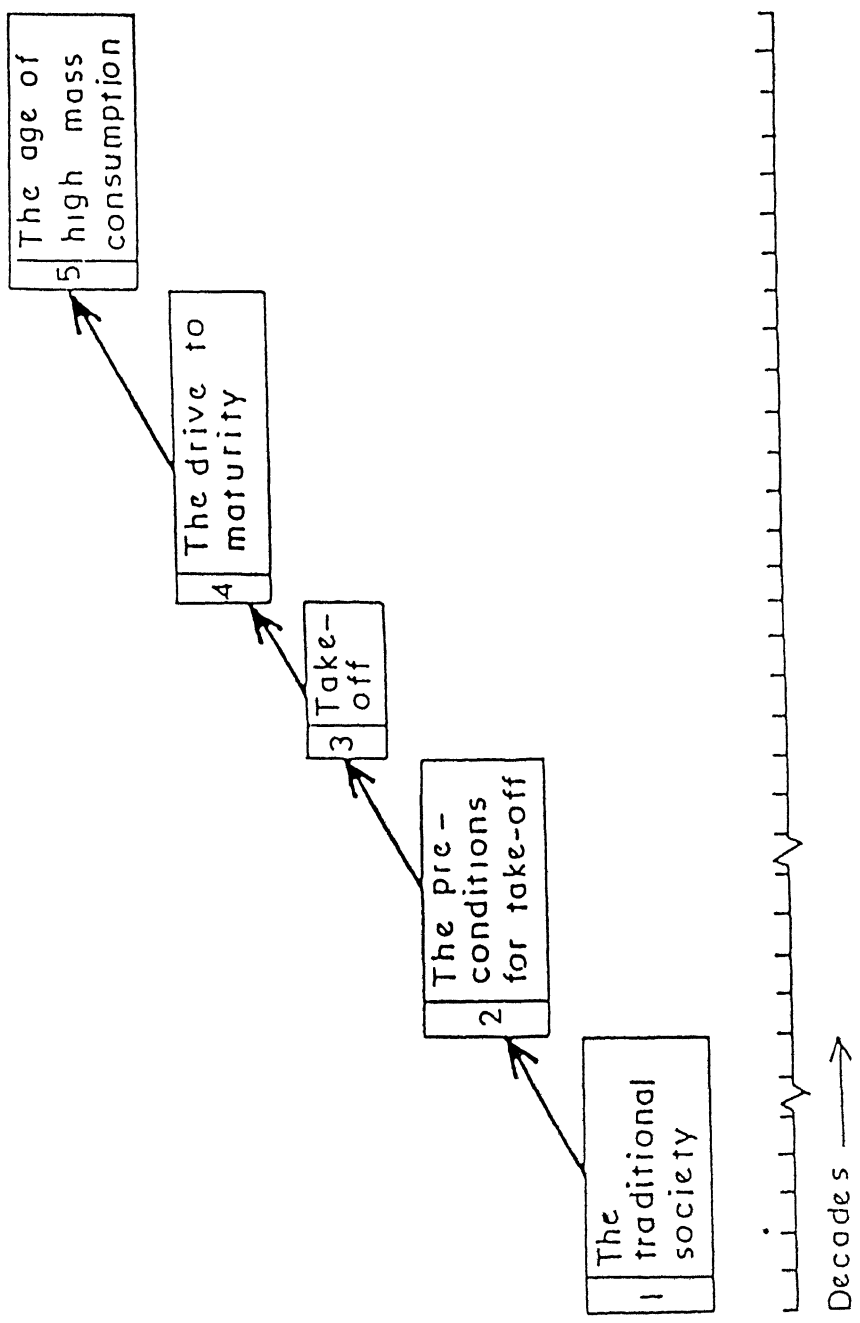 1
The
traditional
society
2
The pre-
conditions
for take-off
3
Take-
off
4
The drive to
maturity
5
The age of
high mass
consumption
Decades